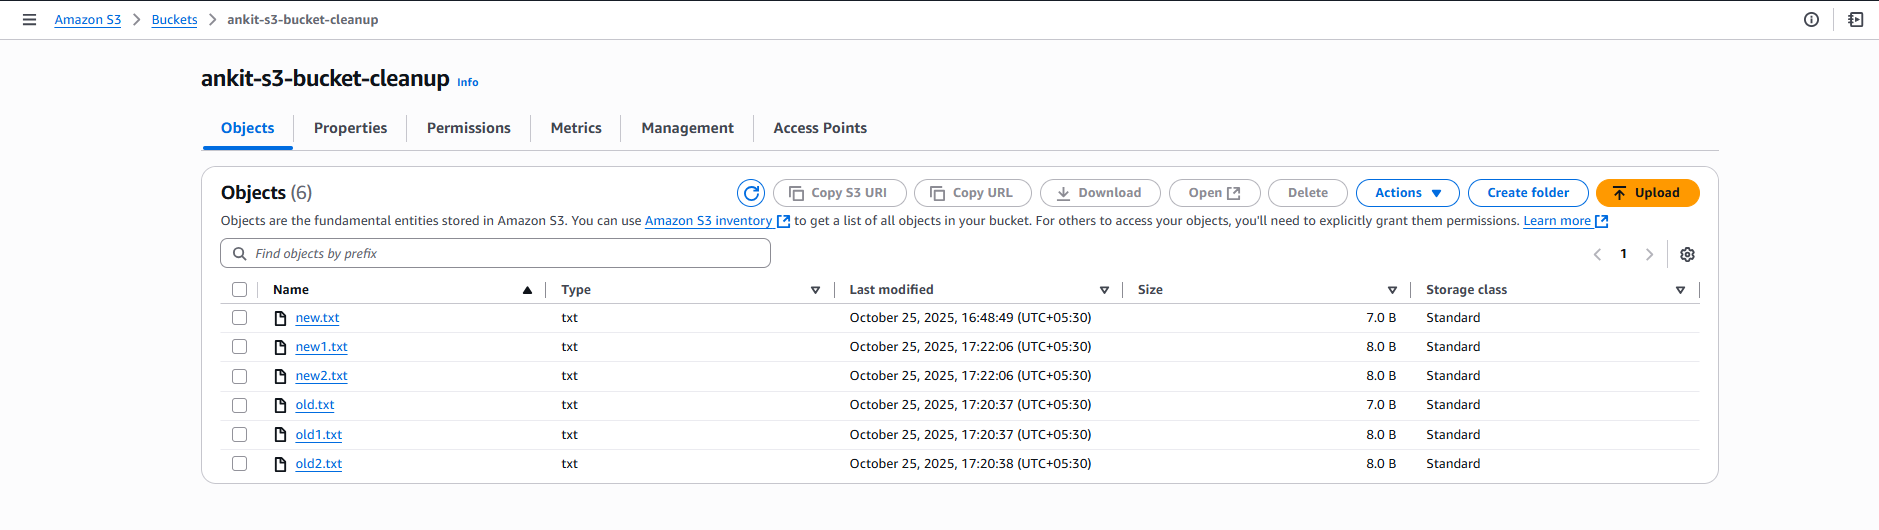 Amazon S3 > Buckets > ankit-s3-bucket-cleanup
ankit-s3-bucket-cleanup Info
Objects Properties Permissions Metrics Management Access Points
Objects (6) Copy S3 URI Copy URL Download Open Delete Actions Create folder Upload
Objects are the fundamental entities stored in Amazon S3. You can use Amazon S3 inventory to get a list of all objects in your bucket. For others to access your objects, you'll need to explicitly grant them permissions. Learn more
Find objects by prefix 1
Name Type Last modified Size Storage class
new.txt txt October 25, 2025, 16:48:49 (UTC+05:30) 7.0 B Standard
new1.txt txt October 25, 2025, 17:22:06 (UTC+05:30) 8.0 B Standard
new2.txt txt October 25, 2025, 17:22:06 (UTC+05:30) 8.0 B Standard
old.txt txt October 25, 2025, 17:20:37 (UTC+05:30) 7.0 B Standard
old1.txt txt October 25, 2025, 17:20:37 (UTC+05:30) 8.0 B Standard
old2.txt txt October 25, 2025, 17:20:38 (UTC+05:30) 8.0 B Standard